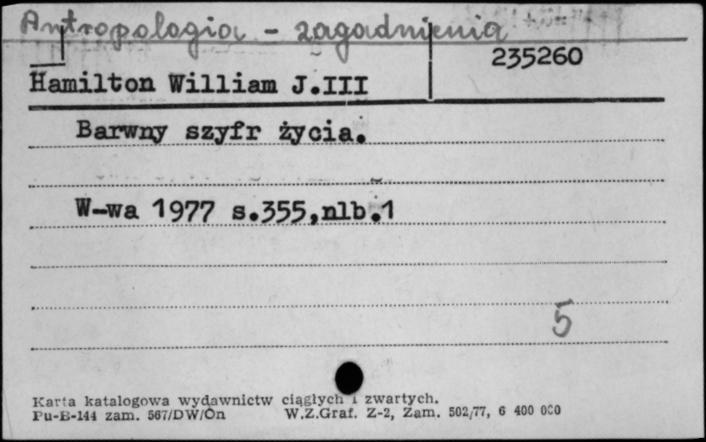 Antropologia - zagadnienia
235260
Hamilton William J.III
Barwny szyfr życia.
W-wa 1977 s.355,nlb.1
5
Karta katalogowa wydawnictw ciągłych i zwartych.
Pu-B-144 zam. 567/DW/On W.Z.Graf. Z-2, Zam. 502/77, 6 400 000